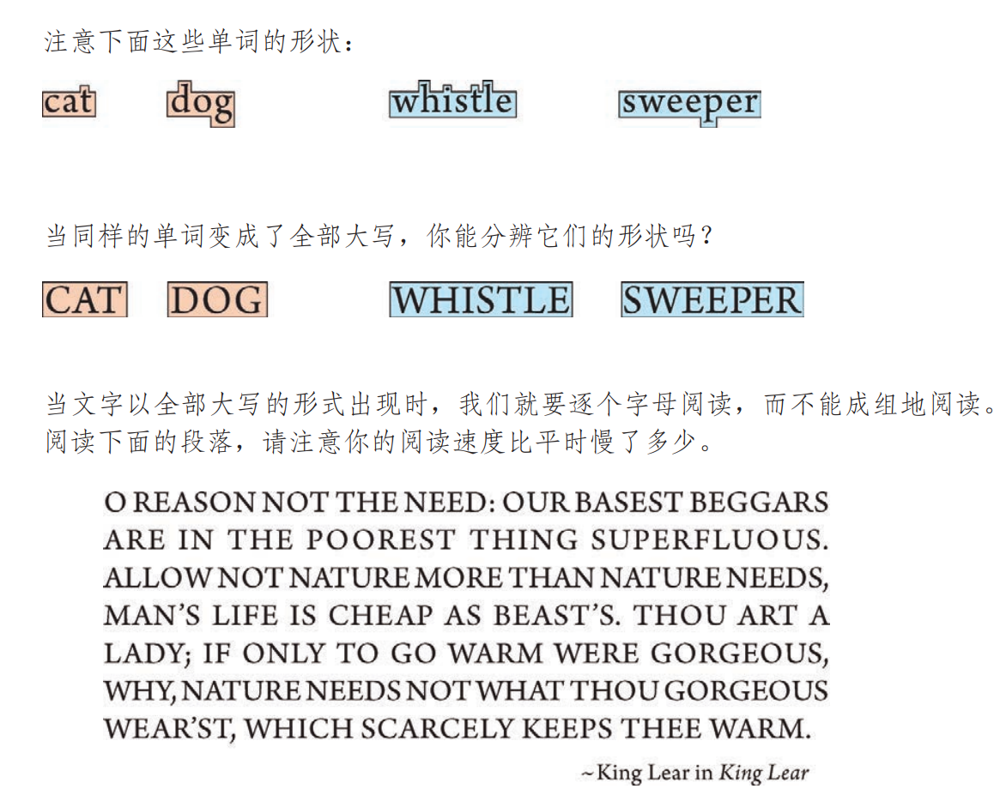 注意下面这些单词的形状：
cat dog whistle sweeper
当同样的单词变成了全部大写，你能分辨它们的形状吗？
CAT DOG WHISTLE SWEEPER
当文字以全部大写的形式出现时，我们就要逐个字母阅读，而不能成组地阅读。
阅读下面的段落，请注意你的阅读速度比平时慢了多少。
O REASON NOT THE NEED: OUR BASEST BEGGARS
ARE IN THE POOREST THING SUPERFLUOUS.
ALLOW NOT NATURE MORE THAN NATURE NEEDS,
MAN’S LIFE IS CHEAP AS BEAST’S. THOU ART A
LADY; IF ONLY TO GO WARM WERE GORGEOUS,
WHY, NATURE NEEDS NOT WHAT THOU GORGEOUS
WEAR’ST, WHICH SCARCELY KEEPS THEE WARM.
~King Lear in King Lear